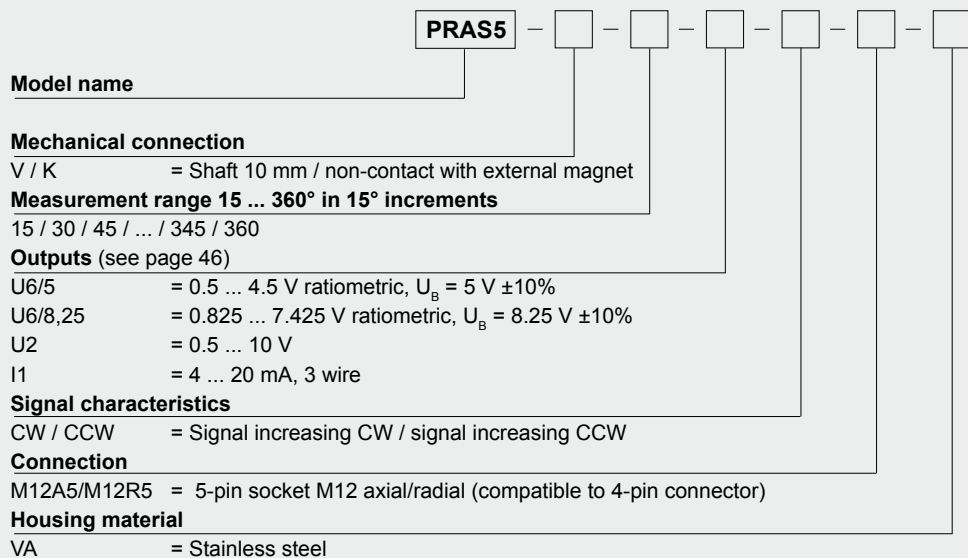 PRAS5 – – – – – –
Model name
Mechanical connection
V / K = Shaft 10 mm / non-contact with external magnet
Measurement range 15 ... 360° in 15° increments
15 / 30 / 45 / ... / 345 / 360
Outputs (see page 46)
U6/5 = 0.5 ... 4.5 V ratiometric, UB = 5 V ±10%
U6/8,25 = 0.825 ... 7.425 V ratiometric, UB = 8.25 V ±10%
U2 = 0.5 ... 10 V
I1 = 4 ... 20 mA, 3 wire
Signal characteristics
CW / CCW = Signal increasing CW / signal increasing CCW
Connection
M12A5/M12R5 = 5-pin socket M12 axial/radial (compatible to 4-pin connector)
Housing material
VA = Stainless steel